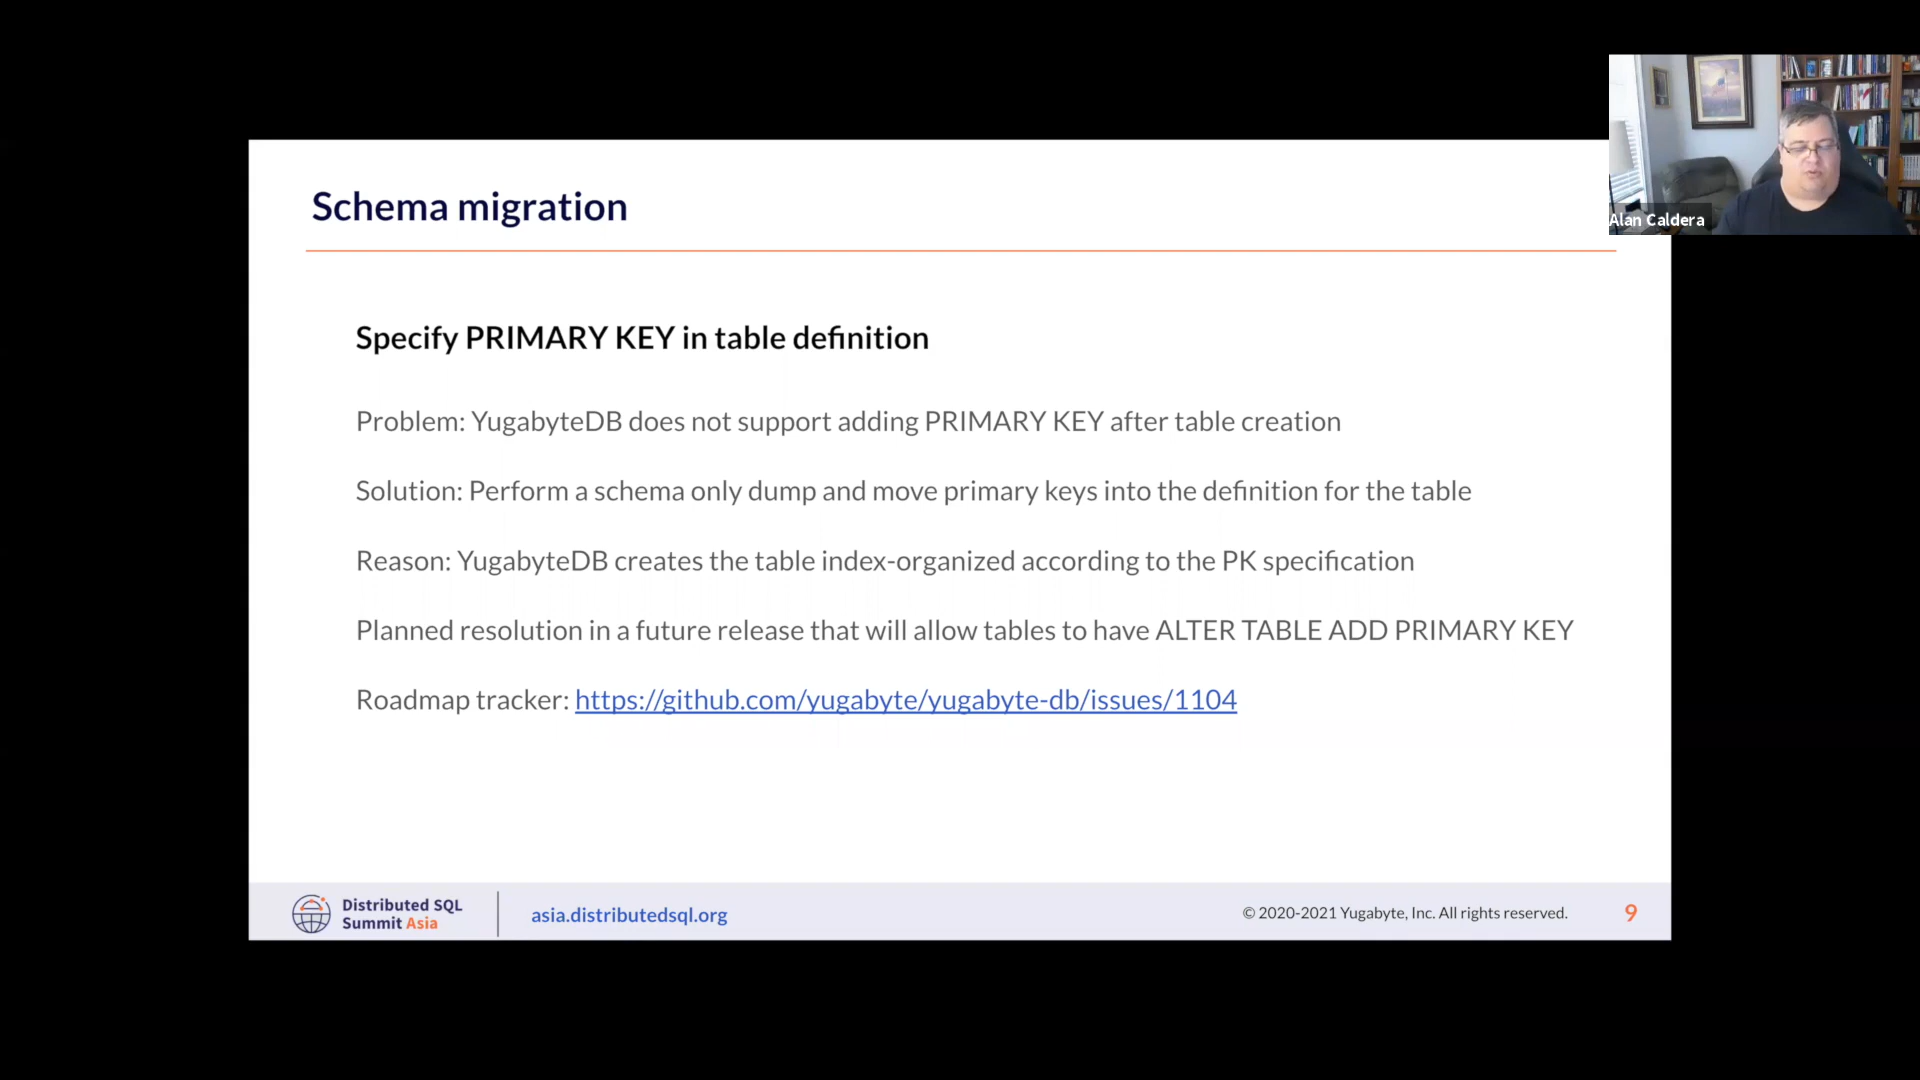 Schema migration
Alan Caldera
Specify PRIMARY KEY in table definition
Problem: YugabyteDB does not support adding PRIMARY KEY after table creation
Solution: Perform a schema only dump and move primary keys into the definition for the table
Reason: YugabyteDB creates the table index-organized according to the PK specification
Planned resolution in a future release that will allow tables to have ALTER TABLE ADD PRIMARY KEY
Roadmap tracker: https://github.com/yugabyte/yugabyte-db/issues/1104
Distributed SQL
Summit Asia
asia.distributedsql.org
© 2020-2021 Yugabyte, Inc. All rights reserved.
9